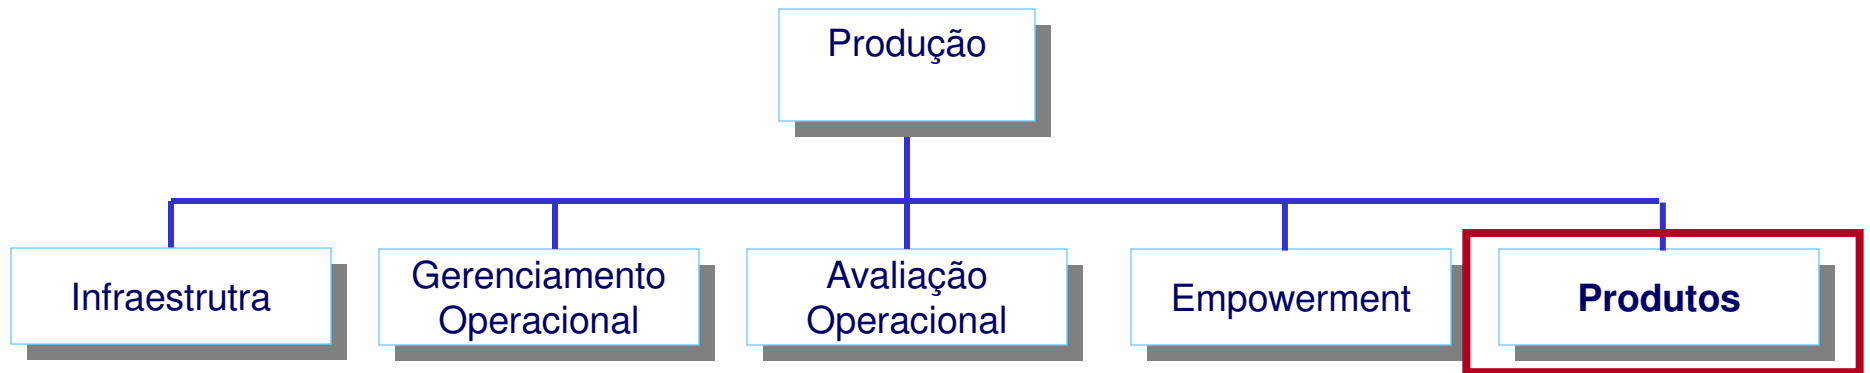 Produção
Infraestrutra
Gerenciamento
Operacional
Avaliação
Operacional
Empowerment
Produtos